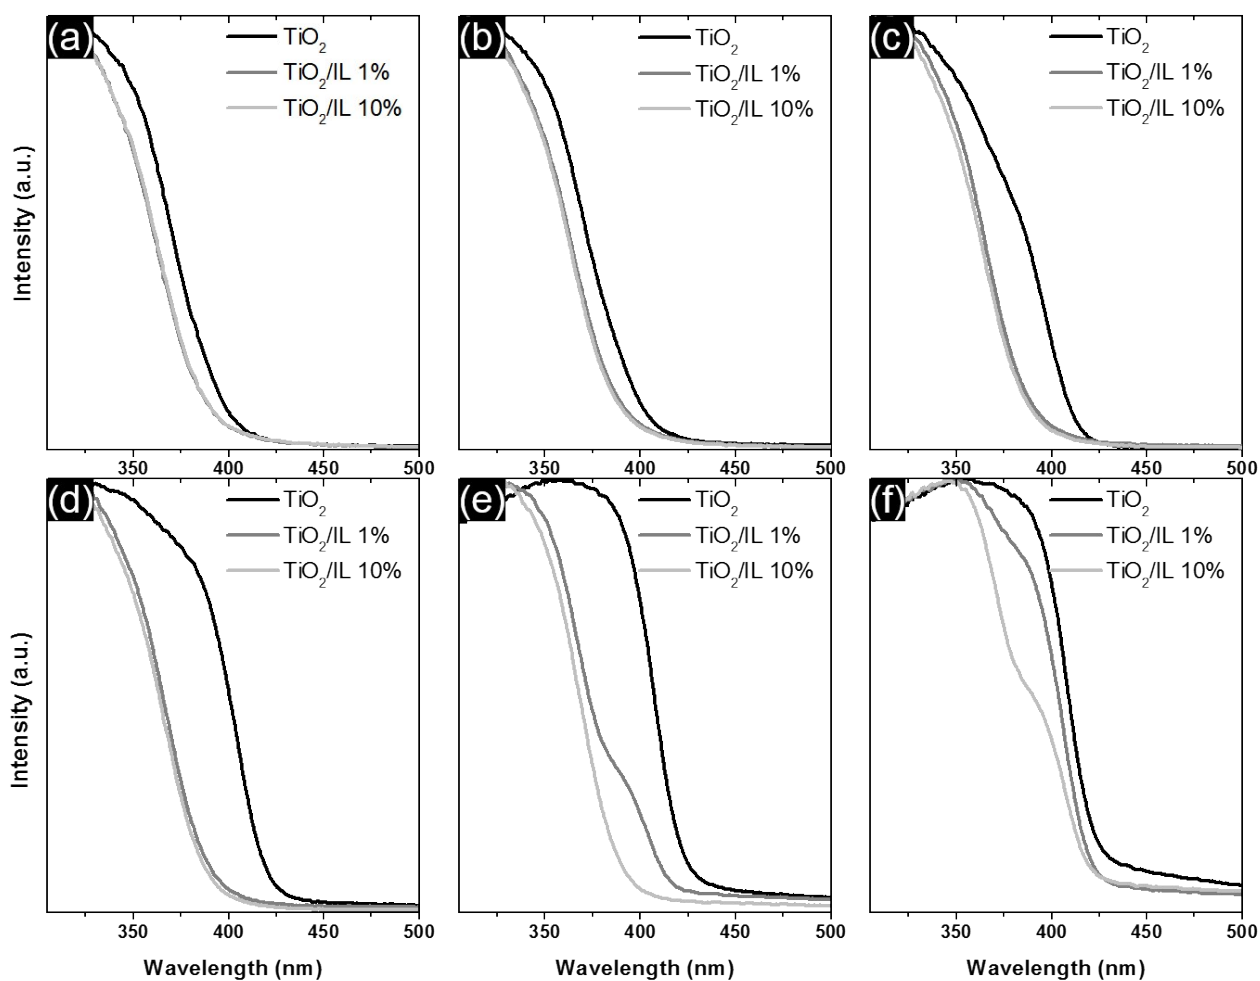 (a)
TiO2
TiO2/IL 1%
TiO2/IL 10%
(b)
TiO2
TiO2/IL 1%
TiO2/IL 10%
(c)
TiO2
TiO2/IL 1%
TiO2/IL 10%
Intensity (a.u.)
350 400 450 500
350 400 450 500
350 400 450 500
(d)
TiO2
TiO2/IL 1%
TiO2/IL 10%
(e)
TiO2
TiO2/IL 1%
TiO2/IL 10%
(f)
TiO2
TiO2/IL 1%
TiO2/IL 10%
Intensity (a.u.)
350 400 450 500
350 400 450 500
350 400 450 500
Wavelength (nm)
Wavelength (nm)
Wavelength (nm)